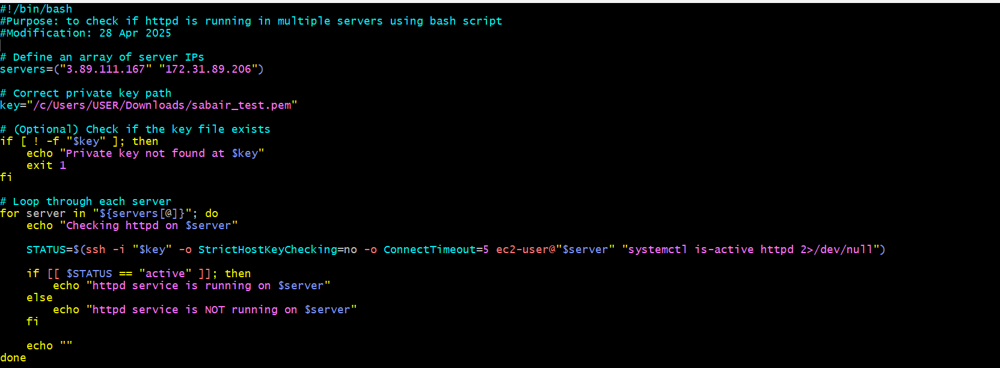 #!/bin/bash
#Purpose: to check if httpd is running in multiple servers using bash script
#Modification: 28 Apr 2025

# Define an array of server IPs
servers=("3.89.111.167" "172.31.89.206")

# Correct private key path
key="/c/Users/USER/Downloads/sabair_test.pem"

# (Optional) Check if the key file exists
if [ ! -f "$key" ]; then
    echo "Private key not found at $key"
    exit 1
fi

# Loop through each server
for server in "${servers[@]}"; do
    echo "Checking httpd on $server"

    STATUS=$(ssh -i "$key" -o StrictHostKeyChecking=no -o ConnectTimeout=5 ec2-user@"$server" "systemctl is-active httpd 2>/dev/null")

    if [[ $STATUS == "active" ]]; then
        echo "httpd service is running on $server"
    else
        echo "httpd service is NOT running on $server"
    fi

    echo ""
done